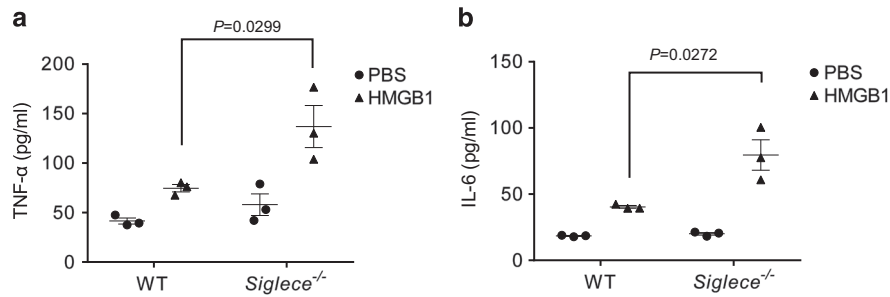 a
P=0.0299
200
150
100
50
0
TNF-α (pg/ml)
PBS
HMGB1
WT
Siglece-/-
b
P=0.0272
150
100
50
0
IL-6 (pg/ml)
PBS
HMGB1
WT
Siglece-/-